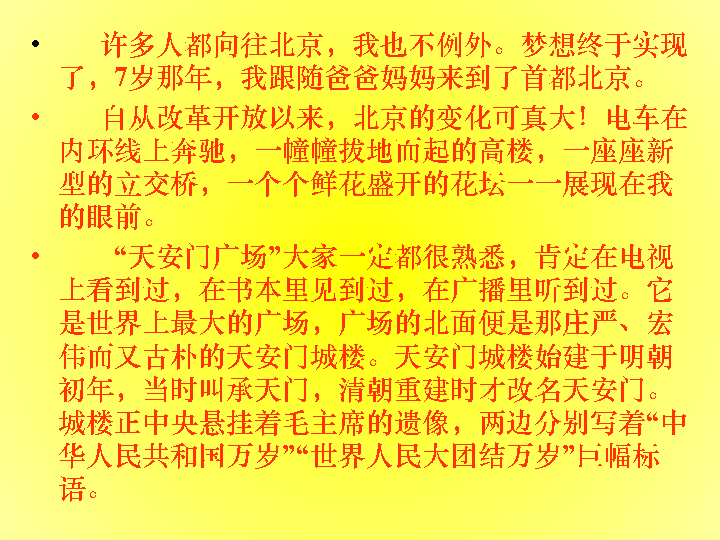 • 许多人都向往北京，我也不例外。梦想终于实现
了，7岁那年，我跟随爸爸妈妈来到了首都北京。
• 自从改革开放以来，北京的变化可真大！电车在
内环线上奔驰，一幢幢拔地而起的高楼，一座座新
型的立交桥，一个个鲜花盛开的花坛一一展现在我
的眼前。
• “天安门广场”大家一定都很熟悉，肯定在电视
上看到过，在书本里见到过，在广播里听到过。它
是世界上最大的广场，广场的北面便是那庄严、宏
伟而又古朴的天安门城楼。天安门城楼始建于明朝
初年，当时叫承天门，清朝重建时才改名天安门。
城楼正中央悬挂着毛主席的遗像，两边分别写着“中
华人民共和国万岁”“世界人民大团结万岁”巨幅标
语。